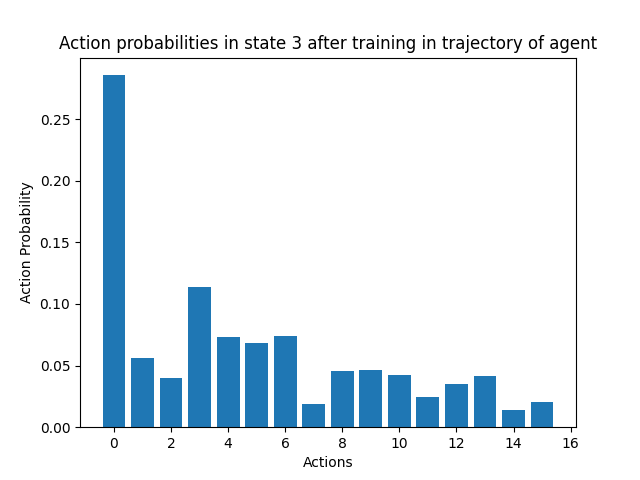 Action probabilities in state 3 after training in trajectory of agent
Action Probability
0.25
0.20
0.15
0.10
0.05
0.00
0 2 4 6 8 10 12 14 16
Actions